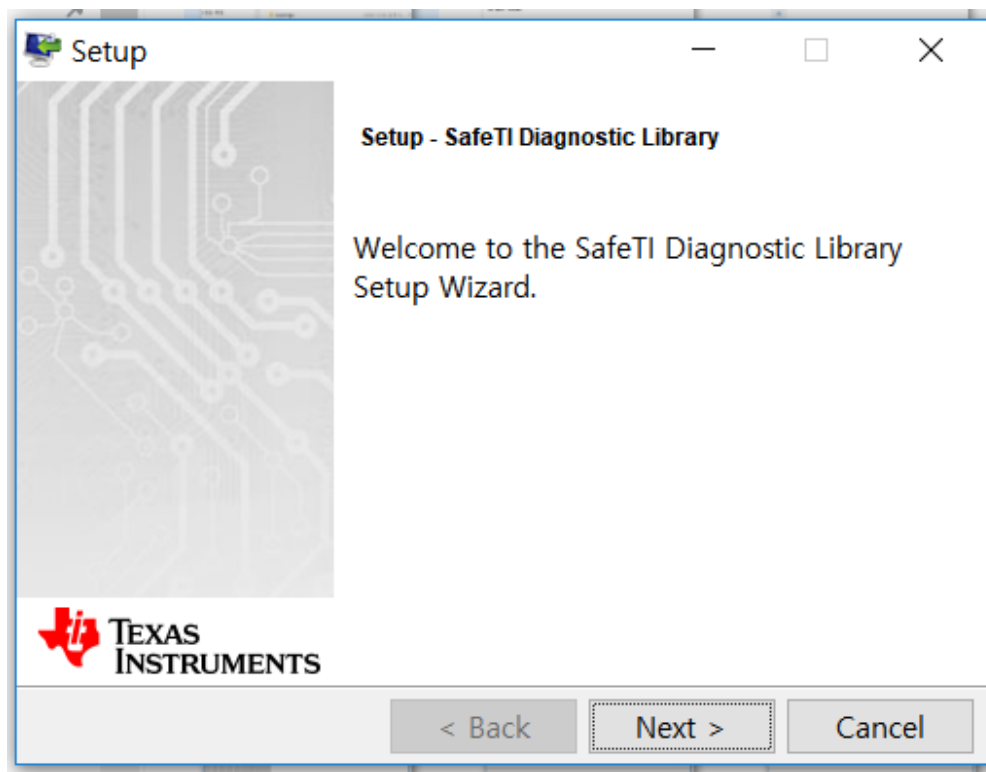 Setup
Setup - SafeTI Diagnostic Library
Welcome to the SafeTI Diagnostic Library
Setup Wizard.
TEXAS
INSTRUMENTS
< Back
Next >
Cancel